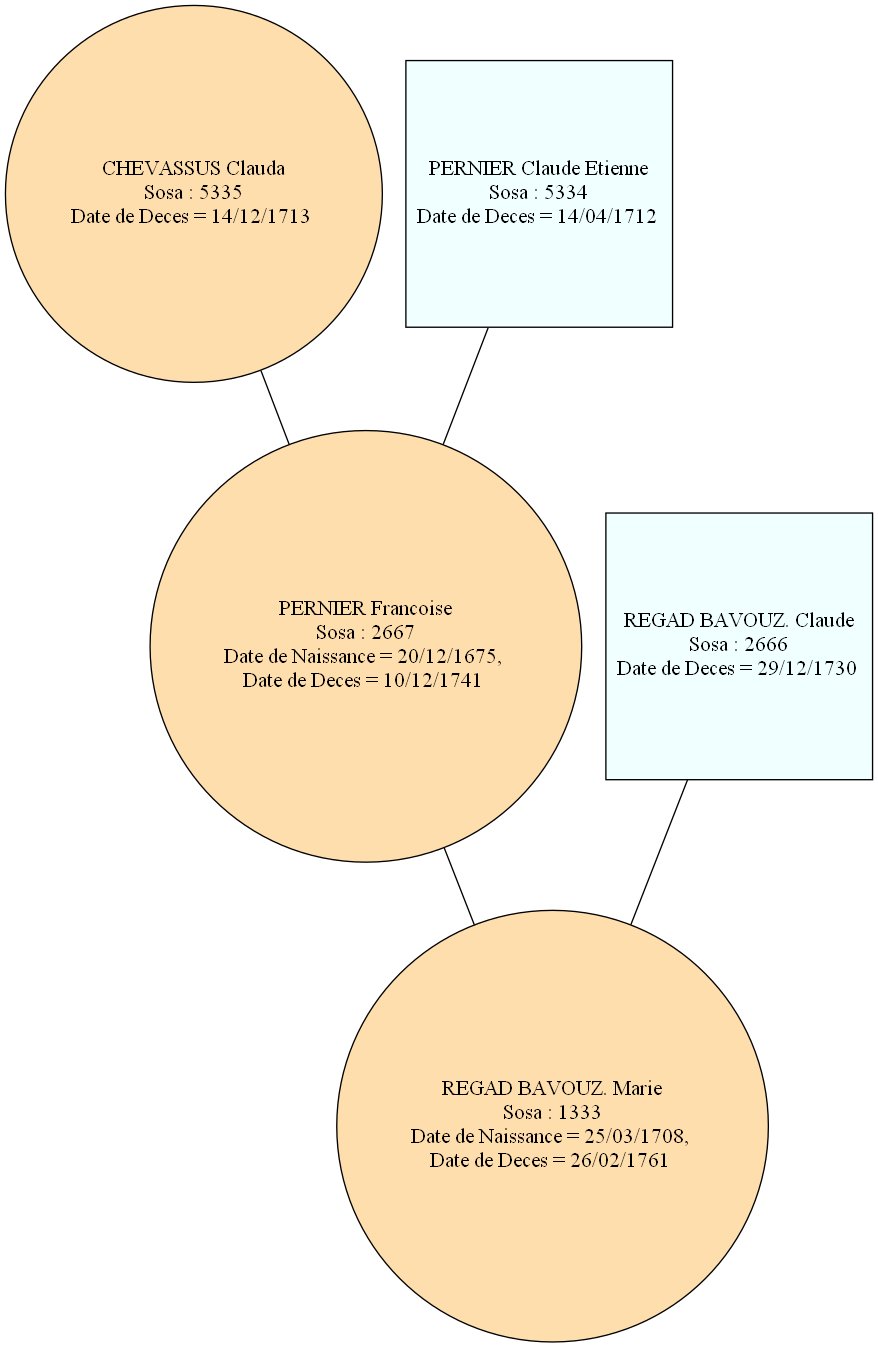 CHEVASSUS Clauda
Sosa : 5335
Date de Deces = 14/12/1713
PERNIER Claude Etienne
Sosa : 5334
Date de Deces = 14/04/1712
PERNIER Francoise
Sosa : 2667
Date de Naissance = 20/12/1675,
Date de Deces = 10/12/1741
REGAD BAVOUZ. Claude
Sosa : 2666
Date de Deces = 29/12/1730
REGAD BAVOUZ. Marie
Sosa : 1333
Date de Naissance = 25/03/1708,
Date de Deces = 26/02/1761